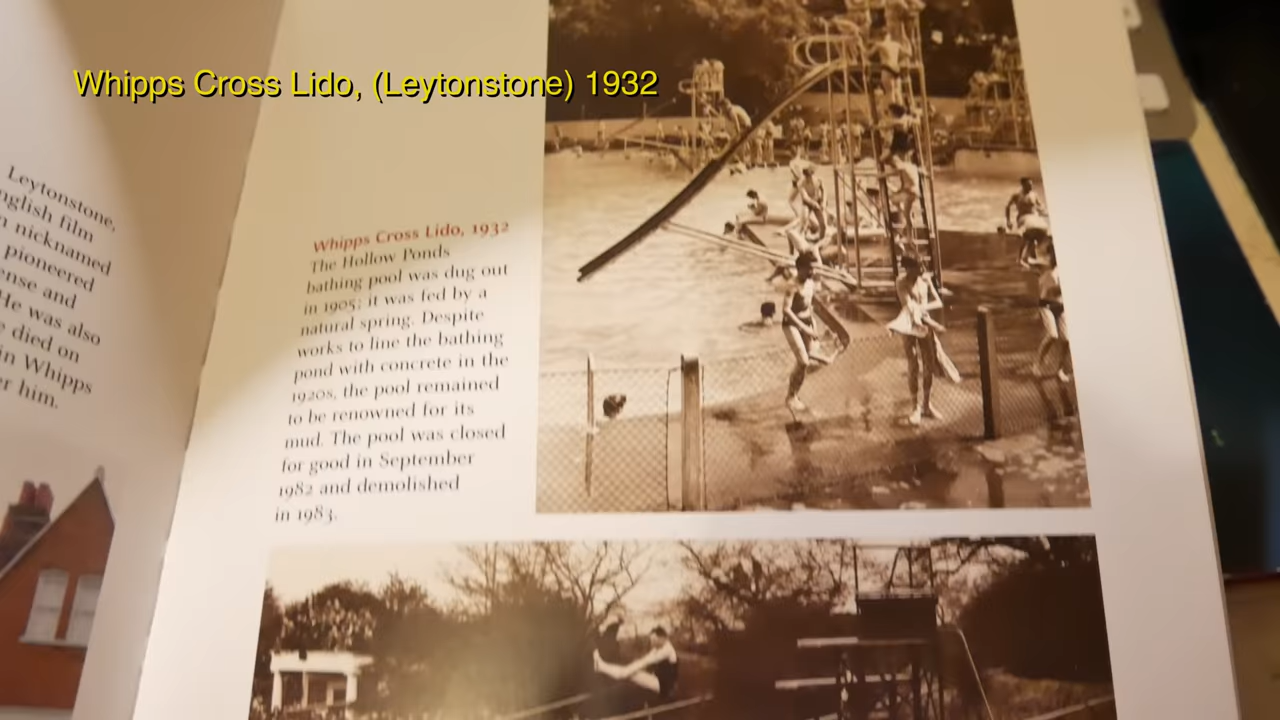 Whipps Cross Lido, (Leytonstone) 1932
Leytonstone,
nglish film
n nicknamed
pioneered
ense and
He was also
e died on
in Whipps
er him.
Whipps Cross Lido, 1932
The Hollow Ponds
bathing pool was dug out
in 1905; it was fed by a
natural spring. Despite
works to line the bathing
pond with concrete in the
1920s, the pool remained
to be renowned for its
mud. The pool was closed
for good in September
1982 and demolished
in 1983.